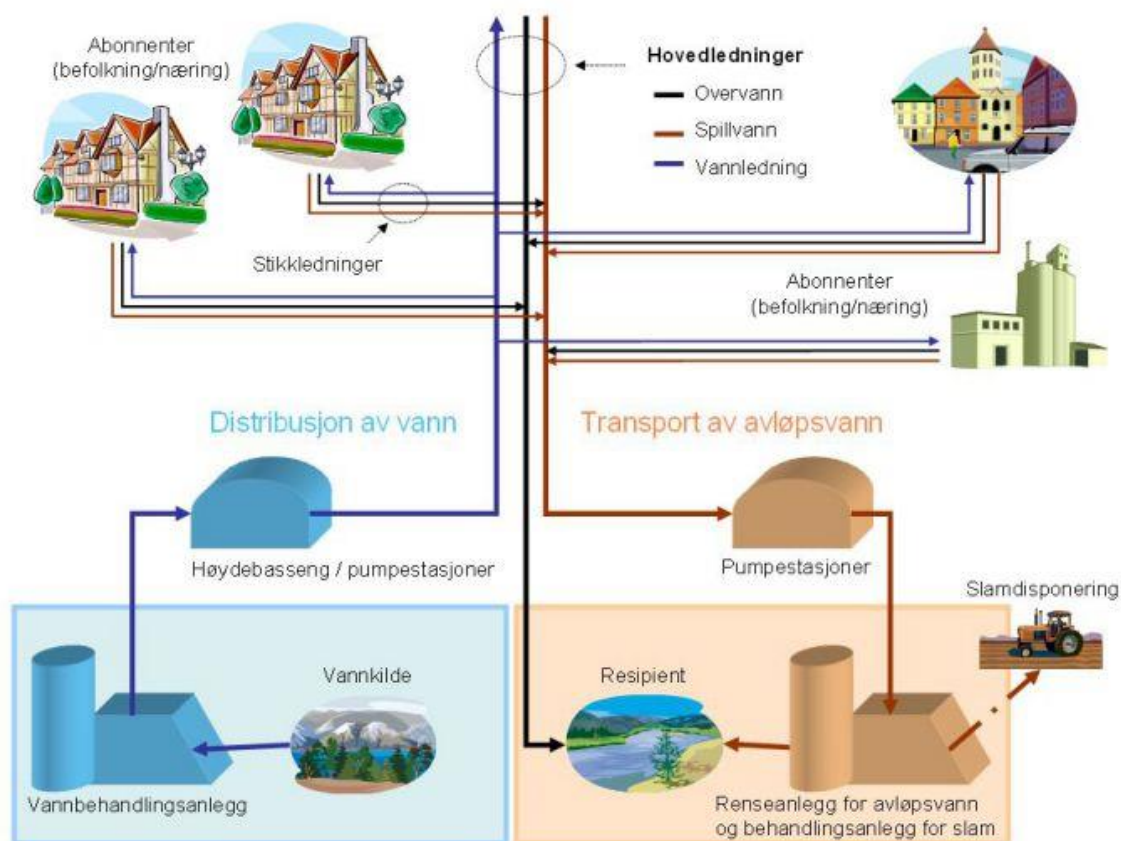 Abonnenter
(befolkning/næring)
Hovedledninger
Overvann
Spillvann
Vannledning
Stikkledninger
Abonnenter
(befolkning/næring)
Distribusjon av vann
Transport av avløpsvann
Høydebasseng / pumpestasjoner
Pumpestasjoner
Slamdisponering
Vannkilde
Resipient
Vannbehandlingsanlegg
Renseanlegg for avløpsvann
og behandlingsanlegg for slam